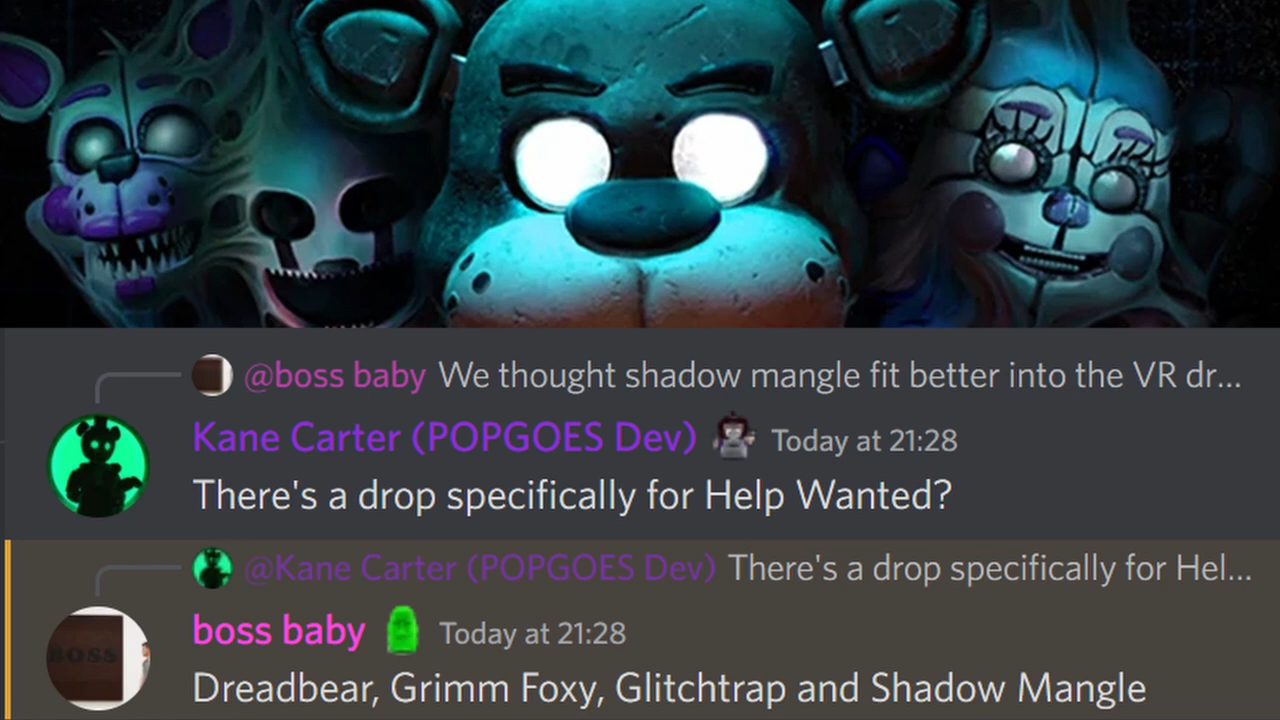 @boss baby We thought shadow mangle fit better into the VR dr...
Kane Carter (POPGOES Dev) Today at 21:28
There's a drop specifically for Help Wanted?
@Kane Carter (POPGOES Dev) There's a drop specifically for Hel...
boss baby Today at 21:28
BOSS
Dreadbear, Grimm Foxy, Glitchtrap and Shadow Mangle